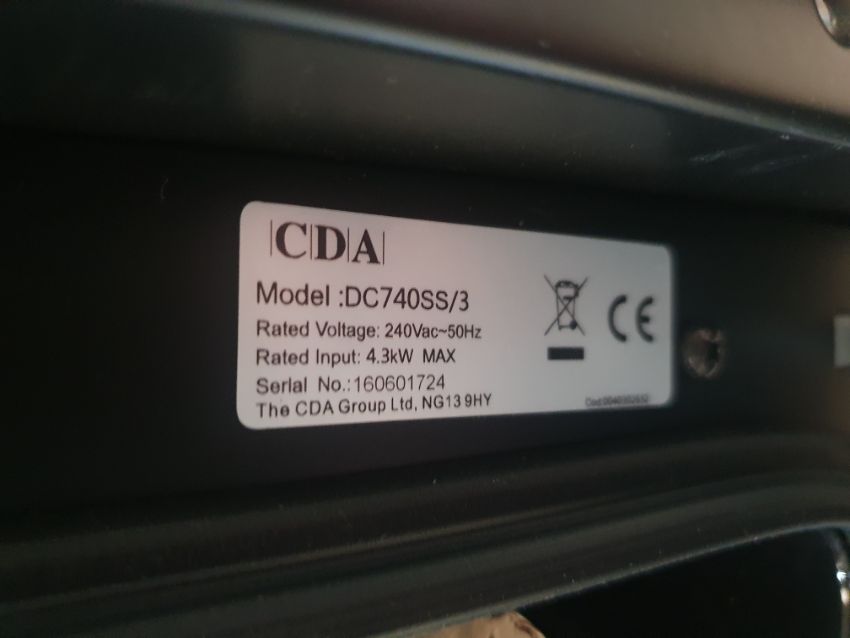 CDA
Model :DC740SS/3
Rated Voltage: 240Vac~50Hz
Rated Input: 4.3kW MAX
Serial No.:160601724
The CDA Group Ltd, NG13 9HY
CE